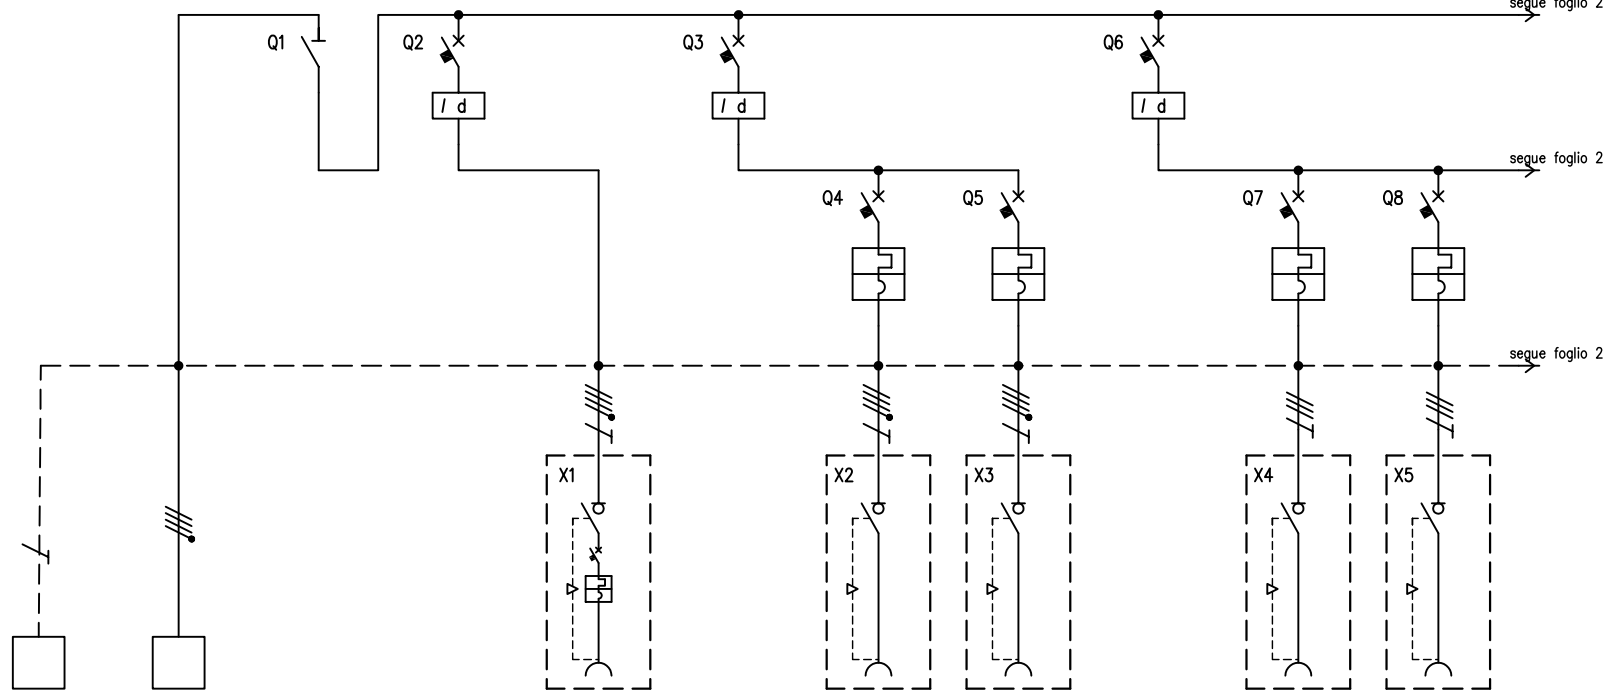 segue foglio 2
Q1
Q2
Q3
Q6
I d
I d
I d
segue foglio 2
Q4
Q5
Q7
Q8
segue foglio 2
X1
X2
X3
X4
X5